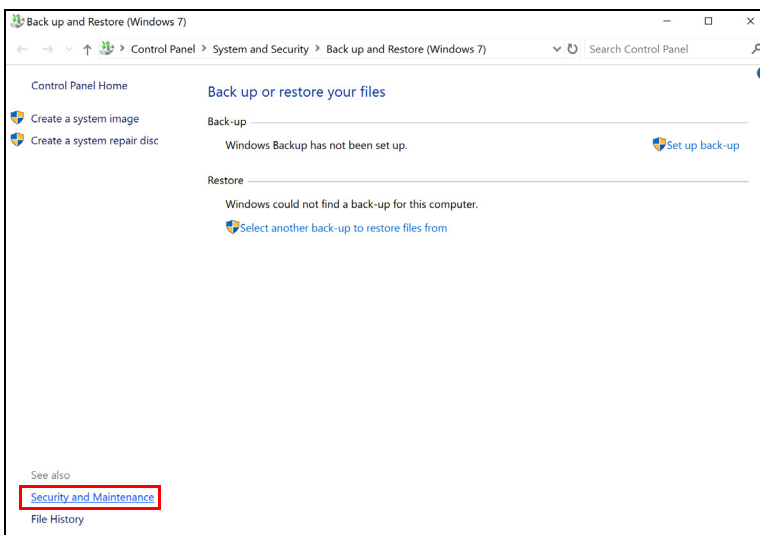 Back up and Restore (Windows 7)
Control Panel > System and Security > Back up and Restore (Windows 7)
Search Control Panel
Control Panel Home
Create a system image
Create a system repair disc
Back up or restore your files
Back-up
Windows Backup has not been set up.
Set up back-up
Restore
Windows could not find a back-up for this computer.
Select another back-up to restore files from
See also
Security and Maintenance
File History